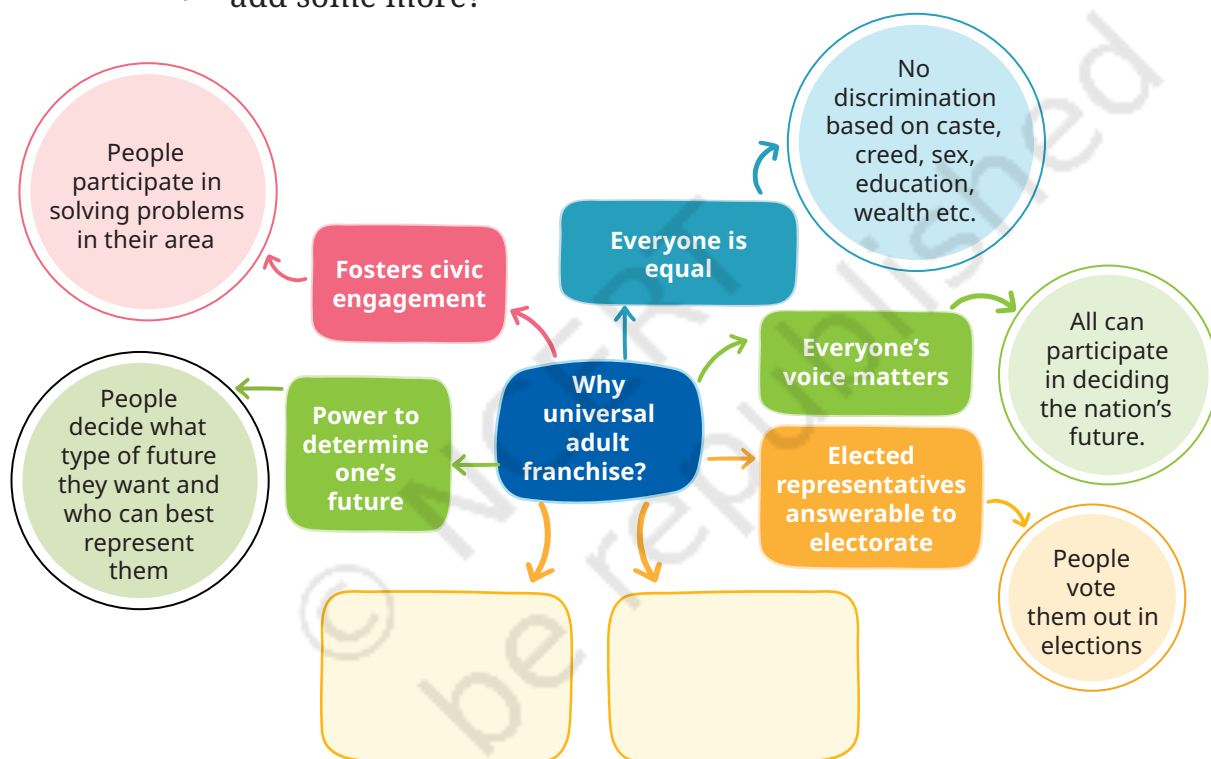 add some more?
No
discrimination
based on caste,
creed, sex,
education,
wealth etc.
People
participate in
solving problems
in their area
Everyone is
equal
Fosters civic
engagement
All can
participate
in deciding
the nation's
future.
Everyone's
voice matters
Why
universal
adult
franchise?
People
decide what
type of future
they want and
who can best
represent
them
Power to
determine
one's
future
Elected
representatives
answerable to
electorate
People
vote
them out in
elections
© NCERT
be republished